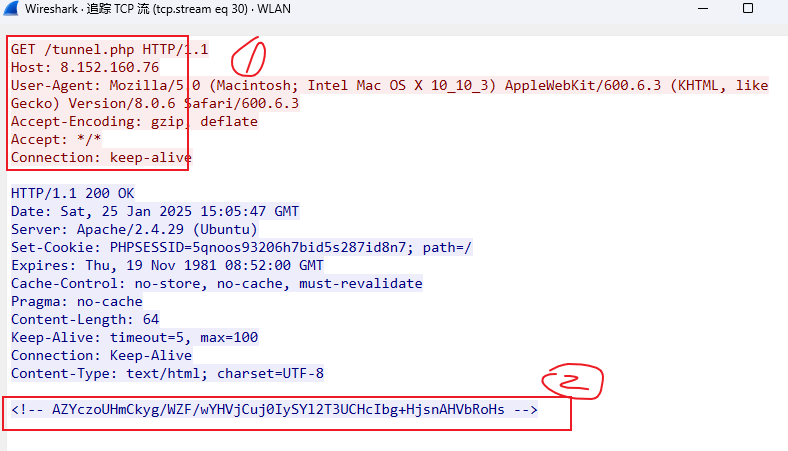 Wireshark · 追踪 TCP 流 (tcp.stream eq 30) · WLAN
GET /tunnel.php HTTP/1.1
1
Host: 8.152.160.76
User-Agent: Mozilla/5.0 (Macintosh; Intel Mac OS X 10_10_3) AppleWebKit/600.6.3 (KHTML, like
Gecko) Version/8.0.6 Safari/600.6.3
Accept-Encoding: gzip, deflate
Accept: */*
Connection: keep-alive
HTTP/1.1 200 OK
Date: Sat, 25 Jan 2025 15:05:47 GMT
Server: Apache/2.4.29 (Ubuntu)
Set-Cookie: PHPSESSID=5qnoos93206h7bid5s287id8n7; path=/
Expires: Thu, 19 Nov 1981 08:52:00 GMT
Cache-Control: no-store, no-cache, must-revalidate
Pragma: no-cache
Content-Length: 64
Keep-Alive: timeout=5, max=100
Connection: Keep-Alive
Content-Type: text/html; charset=UTF-8
2
<!-- AZYczoUHmCkyg/WZF/wYHVjCuj0IySYl2T3UCHcIbg+HjsnAHVbRoHs -->